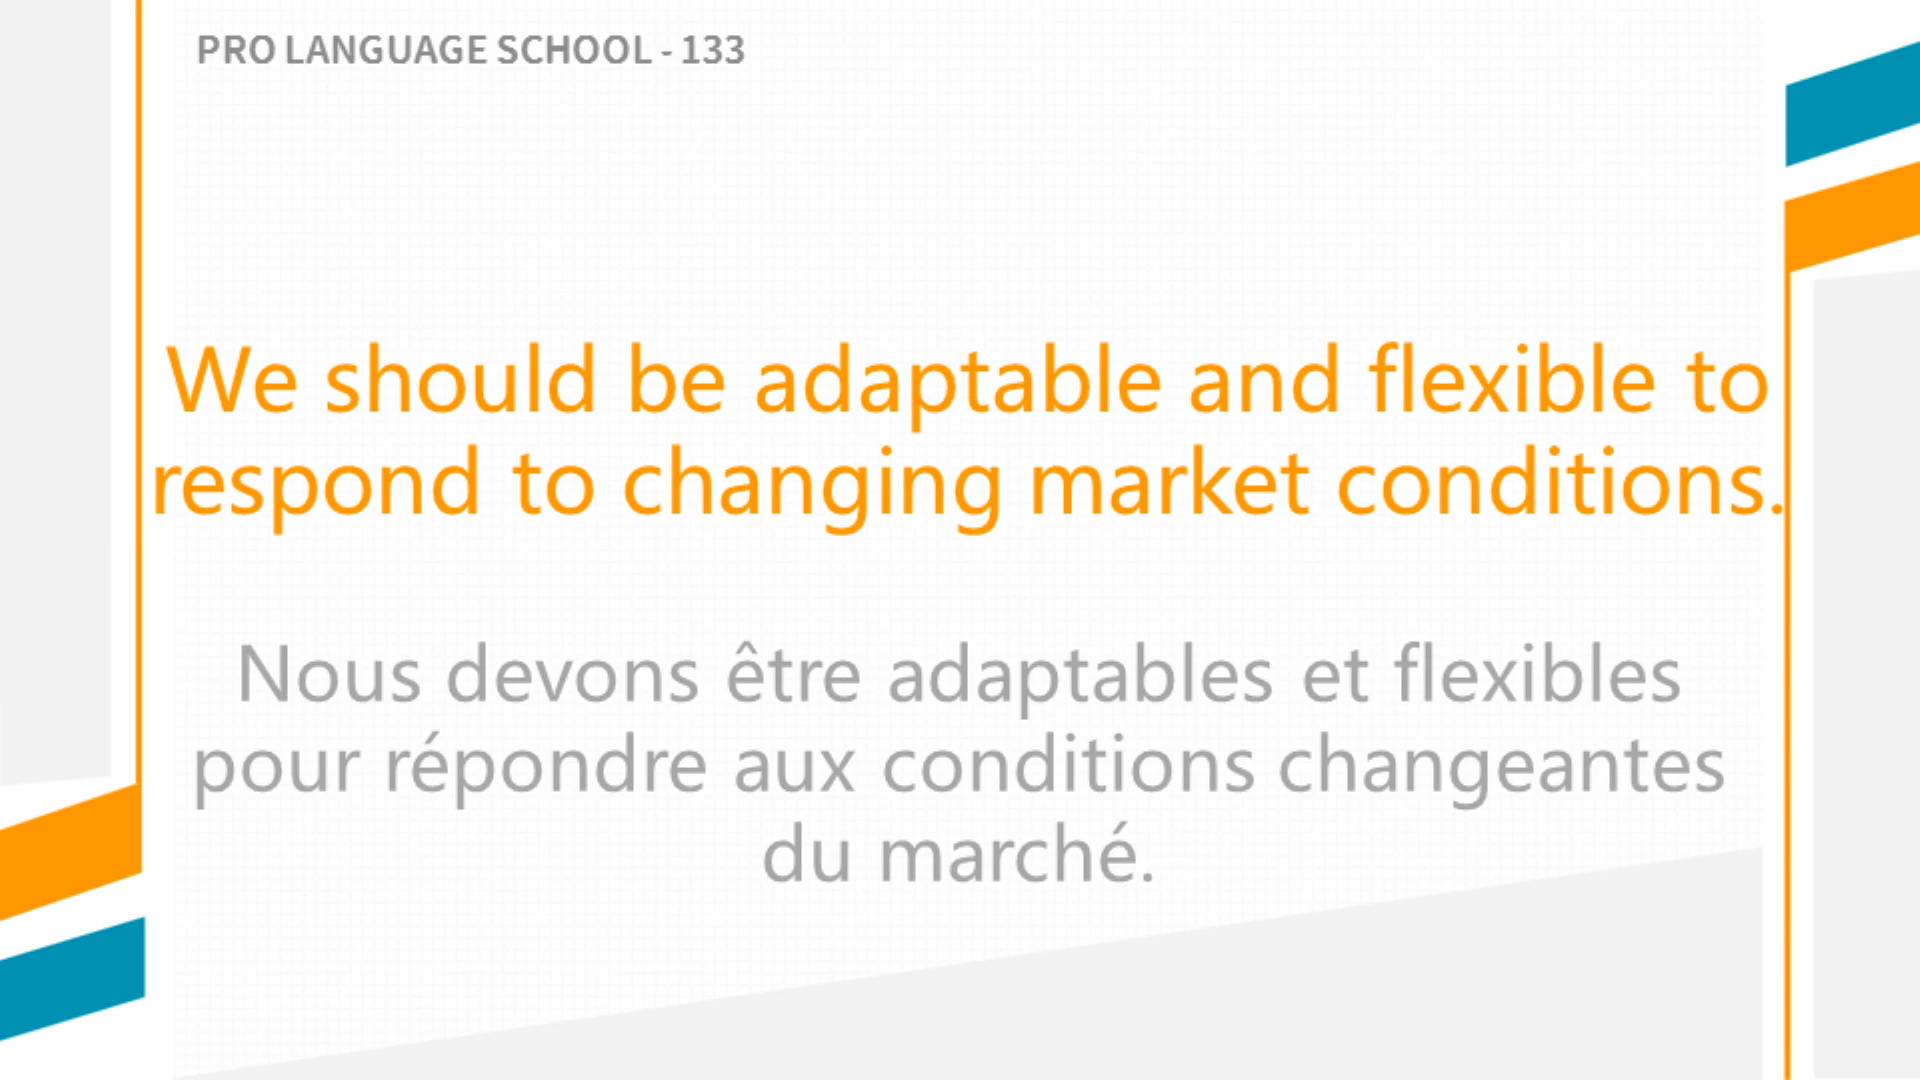 PRO LANGUAGE SCHOOL - 133
We should be adaptable and flexible to
respond to changing market conditions.
Nous devons être adaptables et flexibles
pour répondre aux conditions changeantes
du marché.